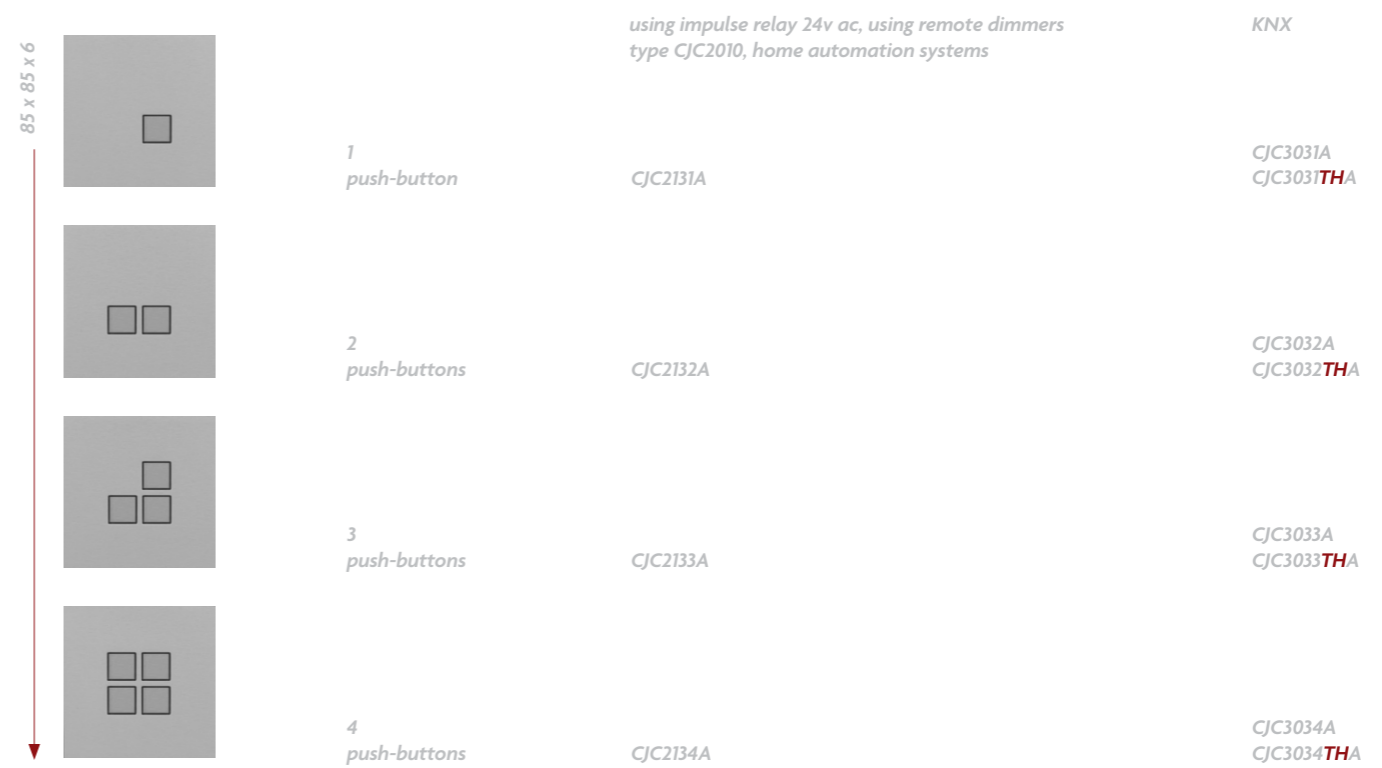 using impulse relay 24v ac, using remote dimmers
type CJC2010, home automation systems
KNX
85 x 85 x 6
1
push-button
CJC2131A
CJC3031A
CJC3031THA
2
push-buttons
CJC2132A
CJC3032A
CJC3032THA
3
push-buttons
CJC2133A
CJC3033A
CJC3033THA
4
push-buttons
CJC2134A
CJC3034A
CJC3034THA